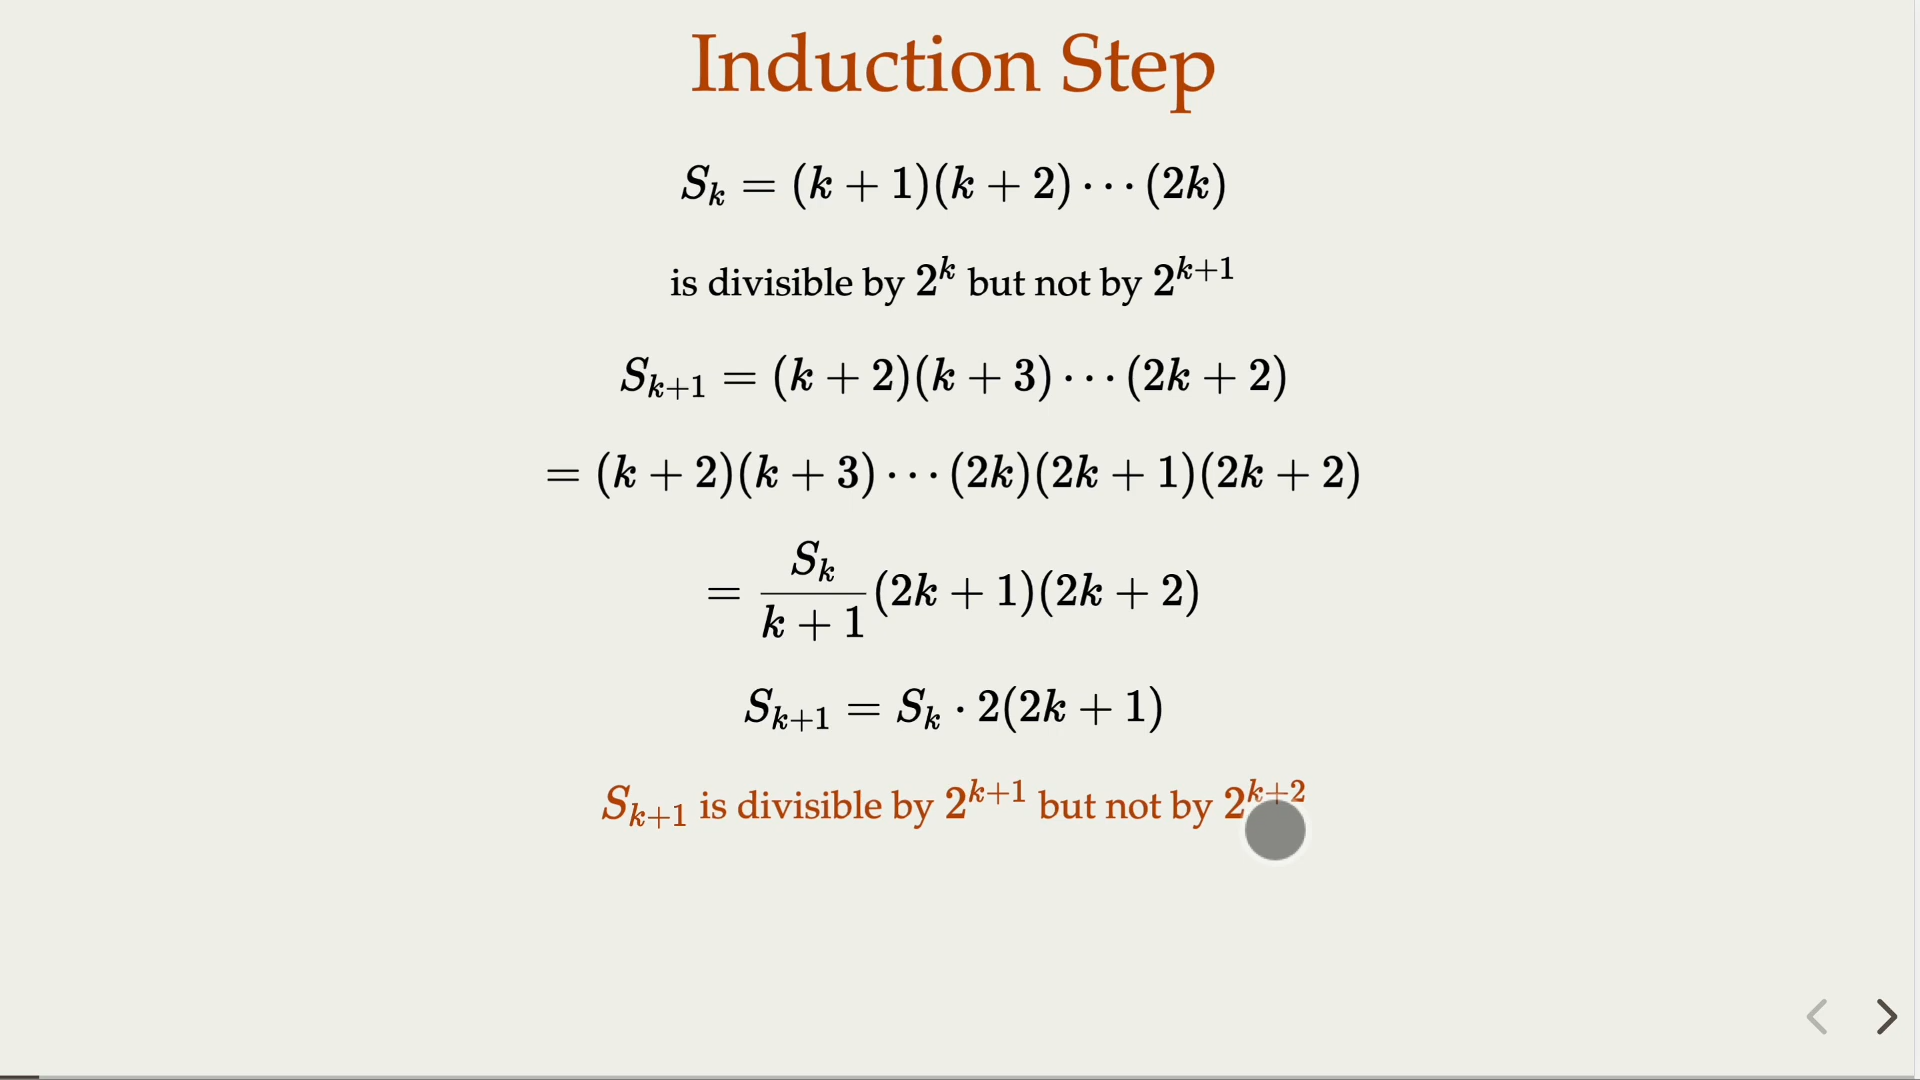 Induction Step
S_k = (k + 1)(k + 2) · · · (2k)
is divisible by 2^k but not by 2^{k+1}
S_{k+1} = (k + 2)(k + 3) · · · (2k + 2)
= (k + 2)(k + 3) · · · (2k)(2k + 1)(2k + 2)
= \frac{S_k}{k + 1}(2k + 1)(2k + 2)
S_{k+1} = S_k · 2(2k + 1)
S_{k+1} is divisible by 2^{k+1} but not by 2^{k+2}